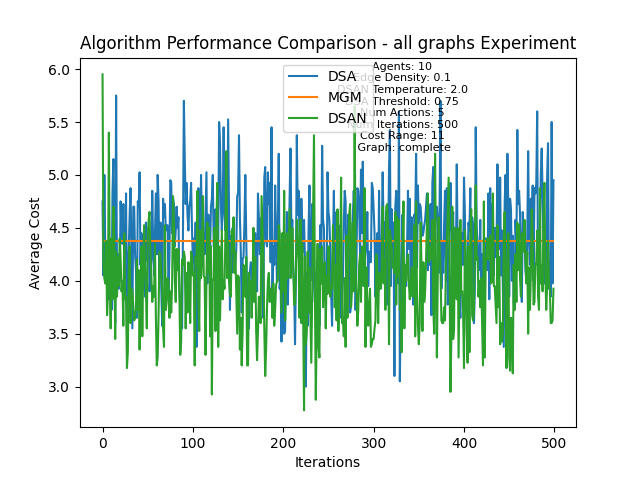 Algorithm Performance Comparison - all graphs Experiment
Agents: 10
Edge Density: 0.1
Temperature: 2.0
Threshold: 0.75
Num Actions: 5
Iterations: 500
Cost Range: 11
Graph: complete
DSA
MGM
DSAN
Average Cost
6.0
5.5
5.0
4.5
4.0
3.5
3.0
0
100
200
300
400
500
Iterations